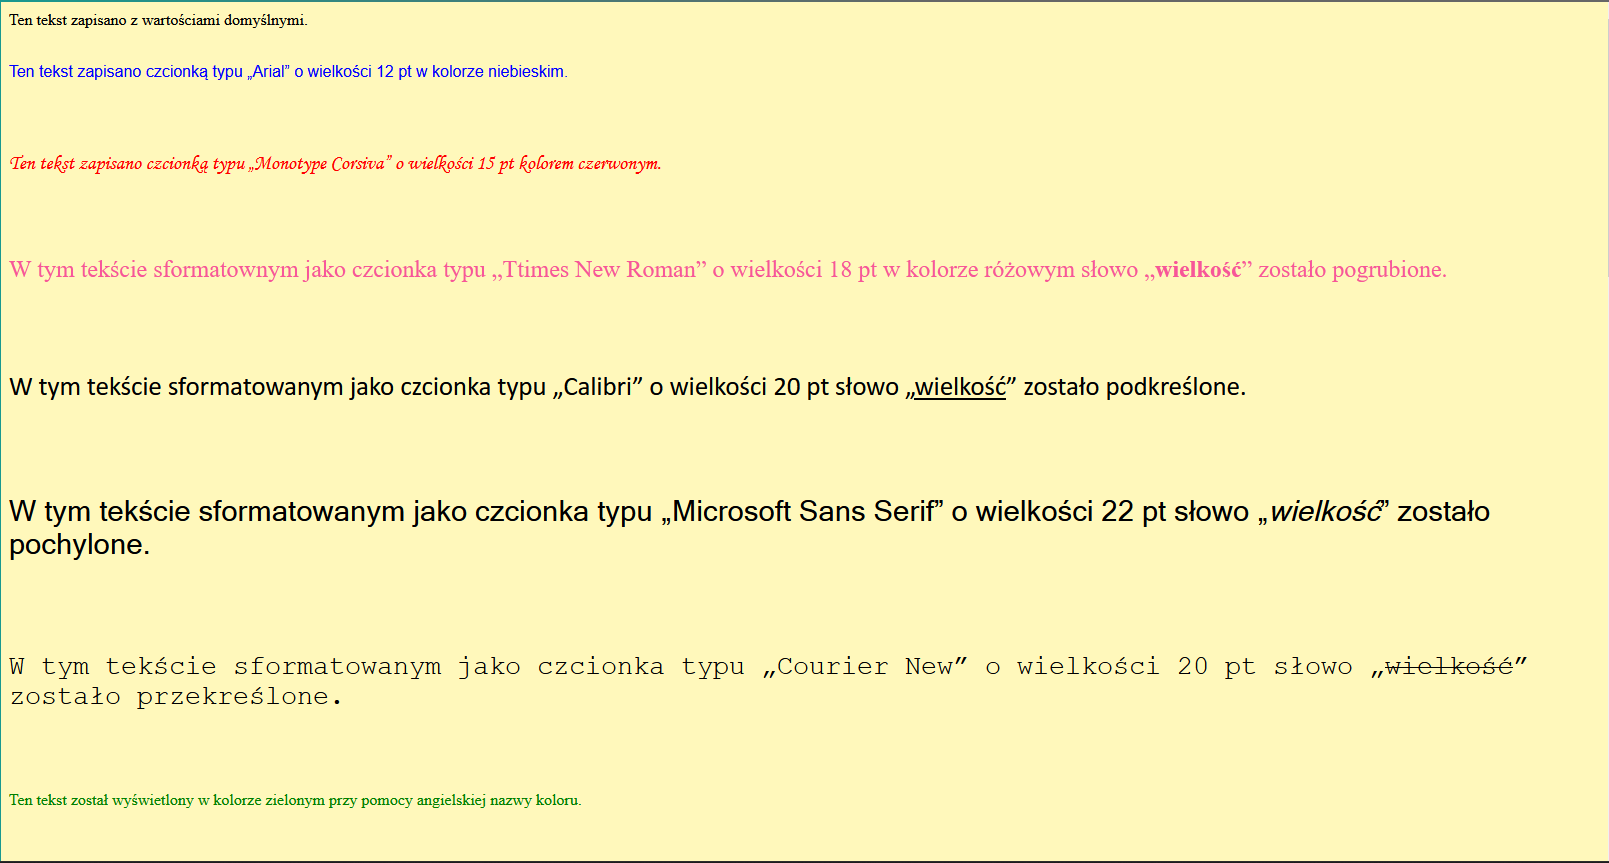 Ten tekst zapisano z wartościami domyślnymi.
Ten tekst zapisano czcionką typu „Arial” o wielkości 12 pt w kolorze niebieskim.
Ten tekst zapisano czcionką typu „Monotype Corsiva” o wielkości 15 pt kolorem czerwonym.
W tym tekście sformatownym jako czcionka typu „Ttimes New Roman” o wielkości 18 pt w kolorze różowym słowo „wielkość” zostało pogrubione.
W tym tekście sformatowanym jako czcionka typu „Calibri” o wielkości 20 pt słowo „wielkość” zostało podkreślone.
W tym tekście sformatowanym jako czcionka typu „Microsoft Sans Serif” o wielkości 22 pt słowo „wielkość” zostało
pochylone.
W tym tekście sformatowanym jako czcionka typu „Courier New” o wielkości 20 pt słowo „wielkość”
zostało przekreślone.
Ten tekst został wyświetlony w kolorze zielonym przy pomocy angielskiej nazwy koloru.